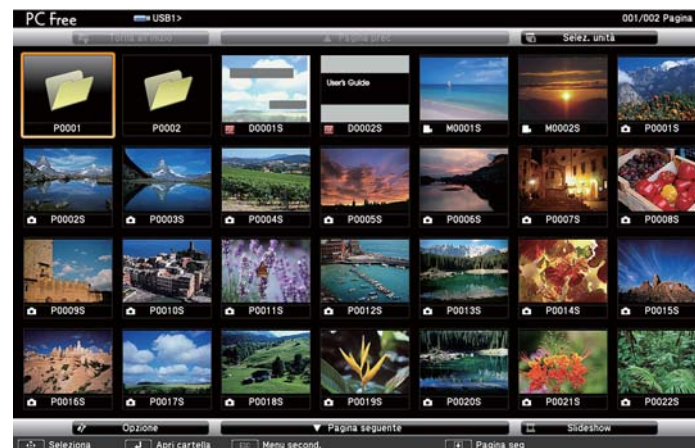 PC Free USB1> 001/002 Pagina
Torna all'inizio ▲ Pagina prec. Selez. unità
P0001 P0002 D0001S D0002S M0001S M0002S P0001S
User's Guide
P0002S P0003S P0004S P0005S P0006S P0007S P0008S
P0009S P0010S P0011S P0012S P0013S P0014S P0015S
P0016S P0017S P0018S P0019S P0020S P0021S P0022S
Opzione ▼ Pagina seguente Slideshow
Seleziona Apri cartella Esc Menu second. Pagina seg